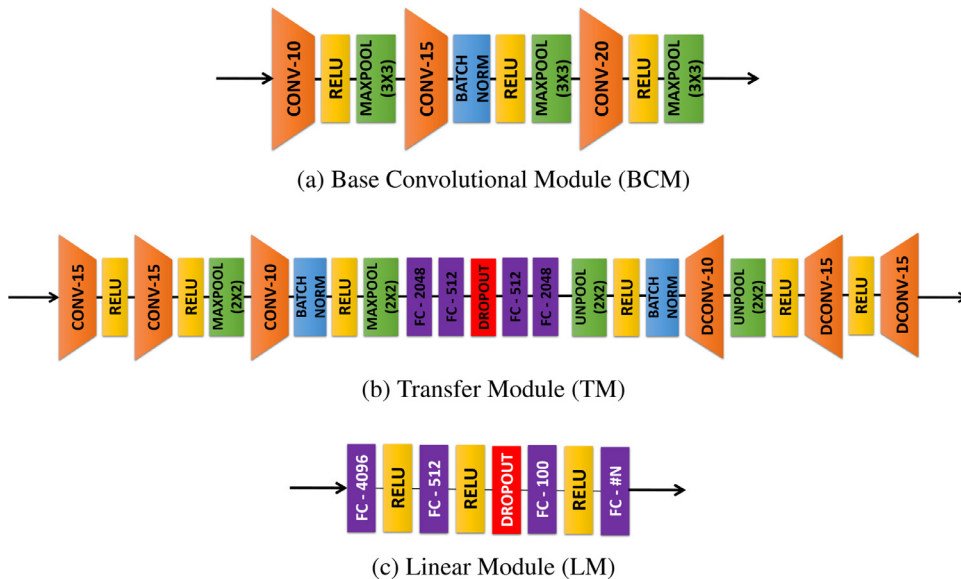 CONV-10
RELU
MAXPOOL
(3X3)
CONV-15
BATCH
NORM
RELU
MAXPOOL
(3X3)
CONV-20
RELU
MAXPOOL
(3X3)
(a) Base Convolutional Module (BCM)
CONV-15
RELU
CONV-15
RELU
MAXPOOL
(2X2)
CONV-10
BATCH
NORM
RELU
MAXPOOL
(2X2)
FC - 2048
FC - 512
DROPOUT
FC - 512
FC - 2048
UNPOOL
(2X2)
RELU
BATCH
NORM
DCONV-10
UNPOOL
(2X2)
RELU
DCONV-15
RELU
DCONV-15
(b) Transfer Module (TM)
FC - 4096
RELU
FC - 512
RELU
DROPOUT
FC - 100
RELU
FC - #N
(c) Linear Module (LM)